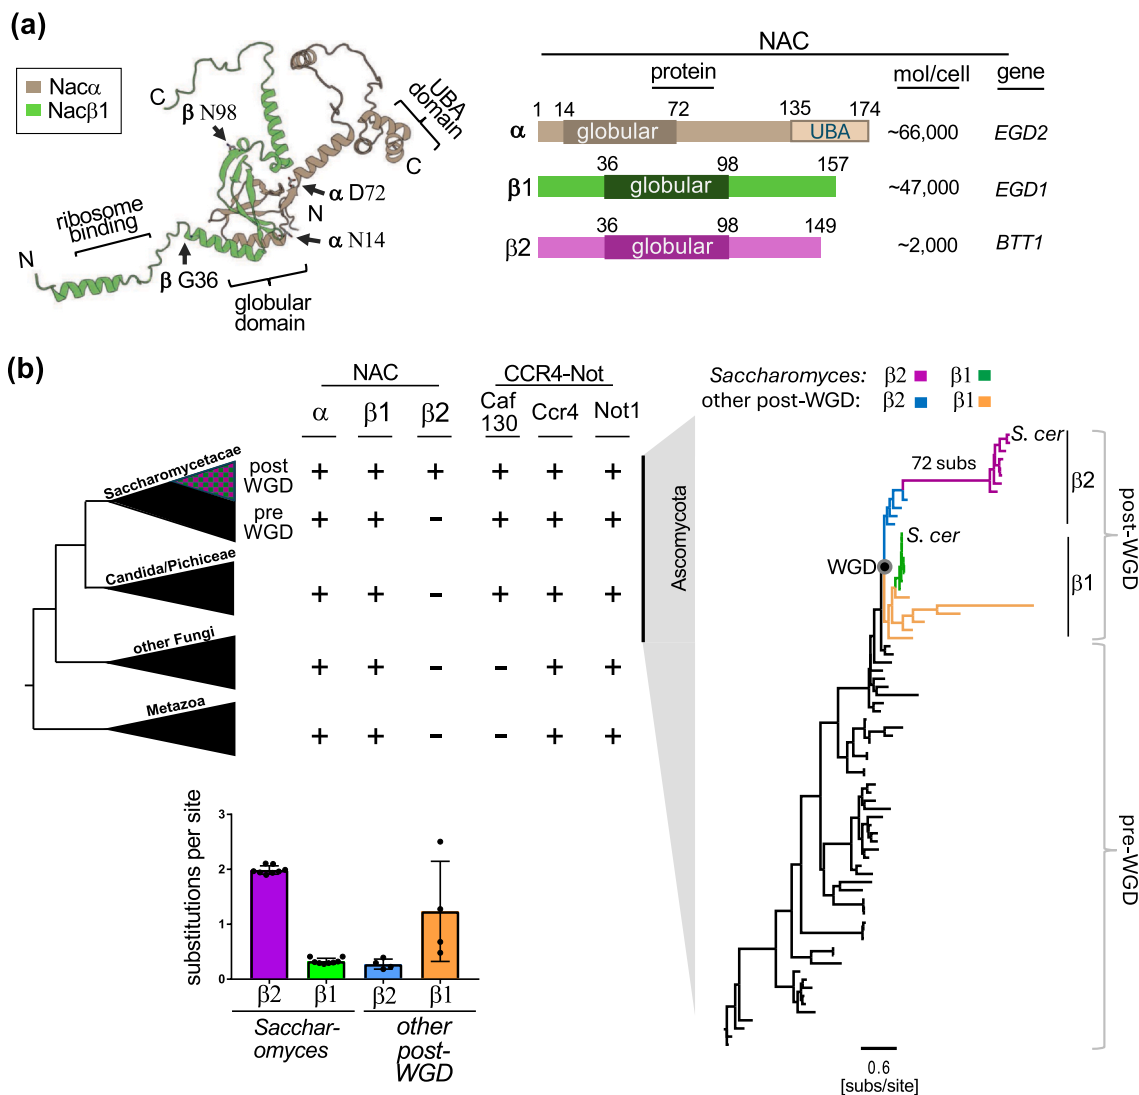 (a)
Nacα
Nacβ1
C
β N98
UBA
domain
C
α D72
N
α N14
ribosome
binding
N
β G36
globular
domain
NAC
protein
mol/cell
gene
1 14 72 135 174
α globular UBA ~66,000 EGD2
36 98 157
β1 globular ~47,000 EGD1
36 98 149
β2 globular ~2,000 BTT1
(b)
NAC CCR4-Not
α β1 β2 Caf
130 Ccr4 Not1
Saccharomycetacae
post
WGD + + + + + +
pre
WGD + + - + + +
Candida/Pichiceae
+ + - + + +
other Fungi
+ + - - + +
Metazoa
+ + - - + +
Ascomycota
Saccharomyces: β2 β1
other post-WGD: β2 β1
S. cer
72 subs
β2
S. cer
WGD
β1
post-WGD
pre-WGD
0.6
[subs/site]
substitutions per site
3
2
1
0
β2 β1 β2 β1
Sacchar-
omyces
other
post-
WGD